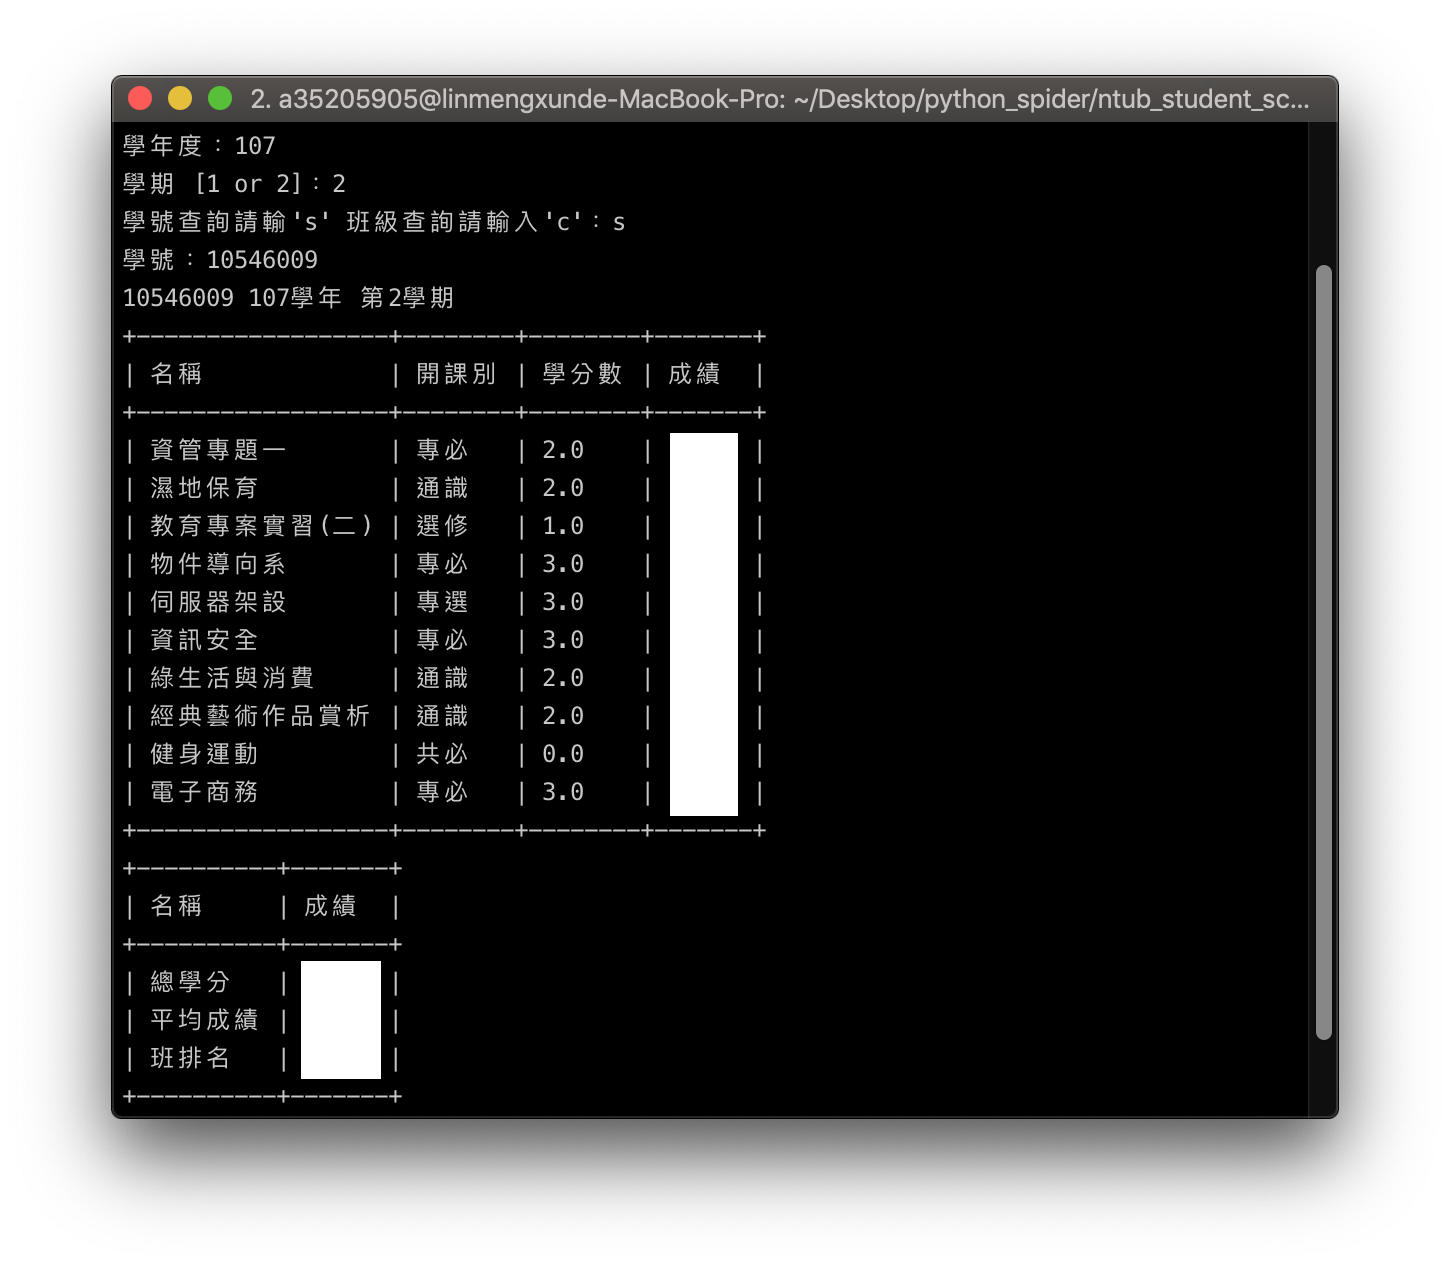 2. a35205905@linmengxunde-MacBook-Pro: ~/Desktop/python_spider/ntub_student_sc...
學年度：107
學期 [1 or 2]：2
學號查詢請輸's' 班級查詢請輸入'c'：s
學號：10546009
10546009 107學年 第2學期
+------------------+--------+--------+-------+
| 名稱 | 開課別 | 學分數 | 成績 |
+------------------+--------+--------+-------+
| 資管專題一 | 專必 | 2.0 | |
| 濕地保育 | 通識 | 2.0 | |
| 教育專案實習(二) | 選修 | 1.0 | |
| 物件導向系 | 專必 | 3.0 | |
| 伺服器架設 | 專選 | 3.0 | |
| 資訊安全 | 專必 | 3.0 | |
| 綠生活與消費 | 通識 | 2.0 | |
| 經典藝術作品賞析 | 通識 | 2.0 | |
| 健身運動 | 共必 | 0.0 | |
| 電子商務 | 專必 | 3.0 | |
+------------------+--------+--------+-------+
+----------+-------+
| 名稱 | 成績 |
+----------+-------+
| 總學分 | |
| 平均成績 | |
| 班排名 | |
+----------+-------+